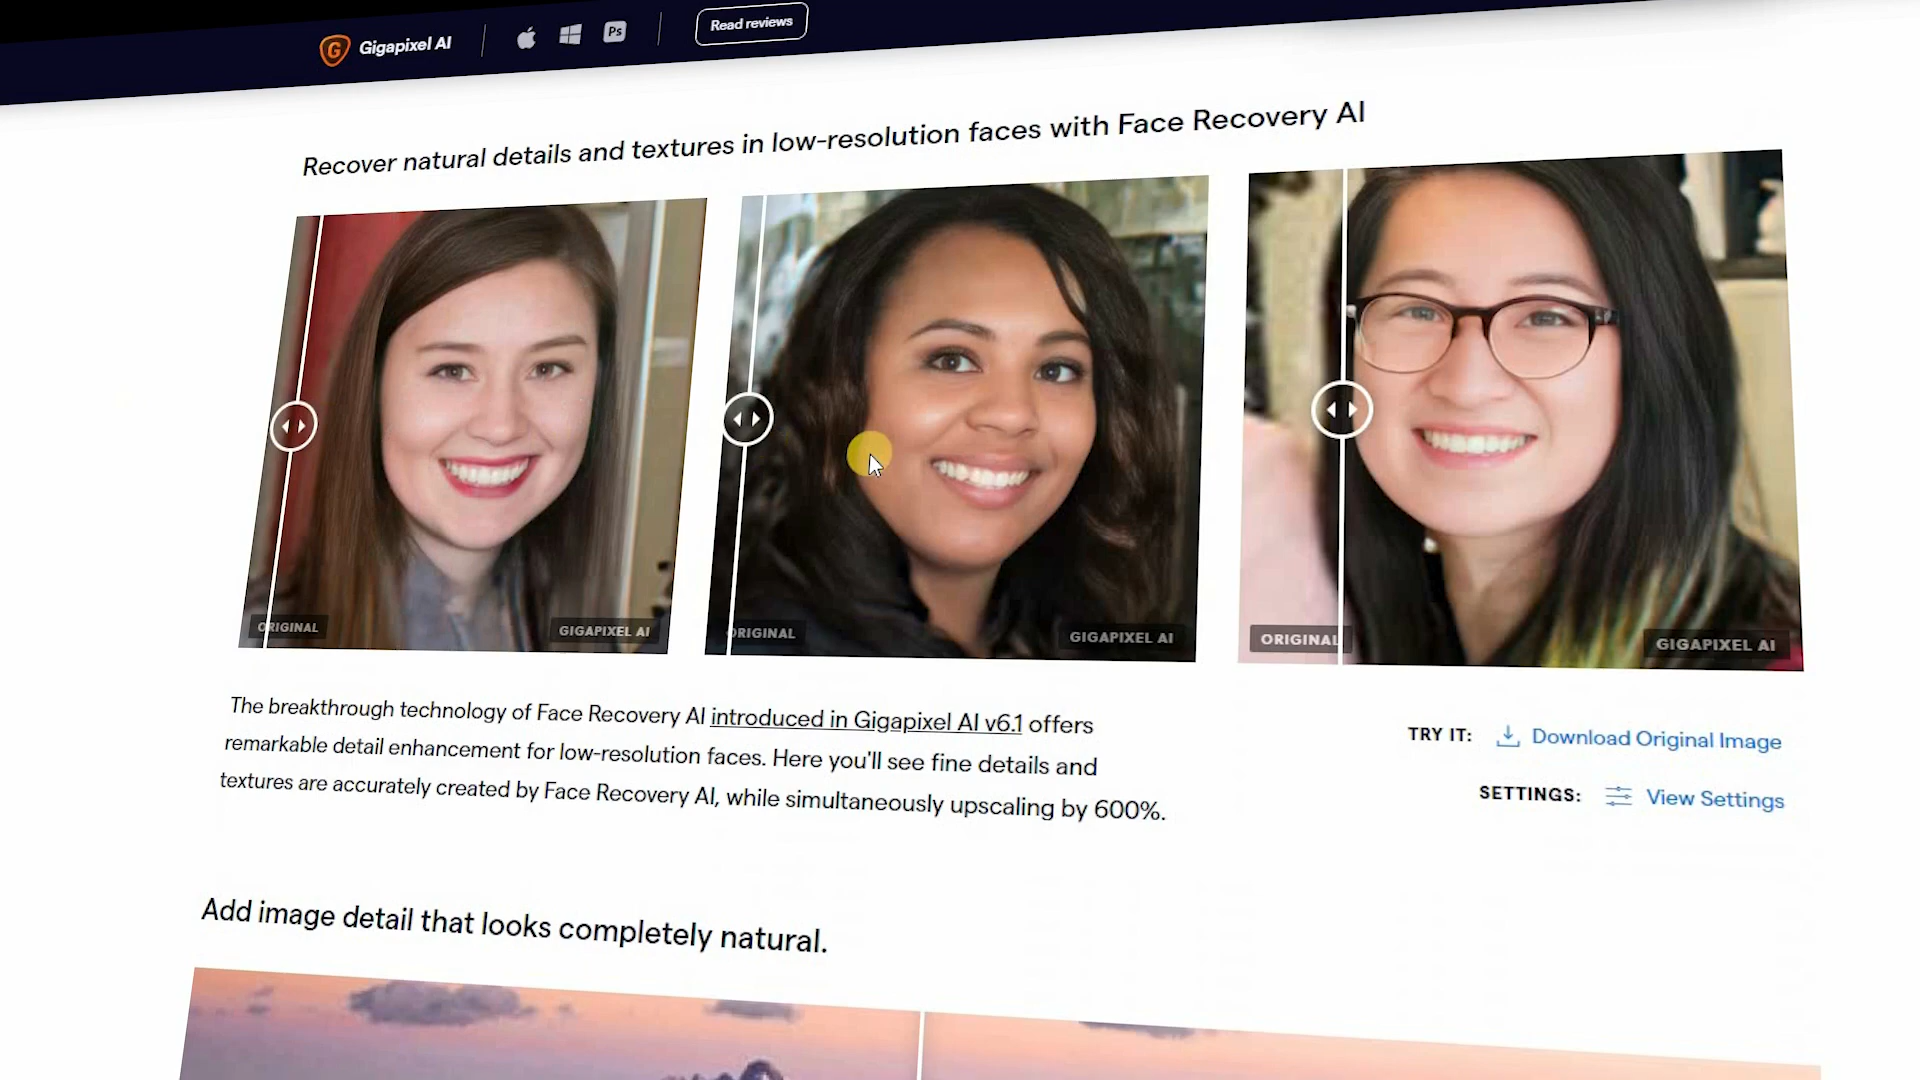 Gigapixel AI
Ps
Read reviews
Recover natural details and textures in low-resolution faces with Face Recovery AI
ORIGINAL
GIGAPIXEL AI
ORIGINAL
GIGAPIXEL AI
ORIGINAL
GIGAPIXEL AI
The breakthrough technology of Face Recovery AI introduced in Gigapixel AI v6.1 offers
remarkable detail enhancement for low-resolution faces. Here you'll see fine details and
textures are accurately created by Face Recovery AI, while simultaneously upscaling by 600%.
TRY IT: Download Original Image
SETTINGS: View Settings
Add image detail that looks completely natural.